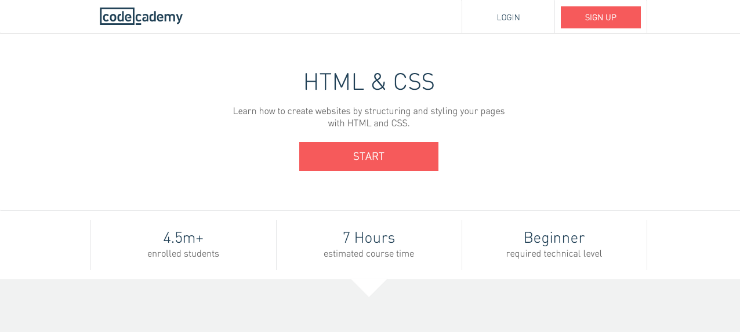 codecademy
LOGIN
SIGN UP
HTML & CSS
Learn how to create websites by structuring and styling your pages
with HTML and CSS.
START
4.5m+
enrolled students
7 Hours
estimated course time
Beginner
required technical level